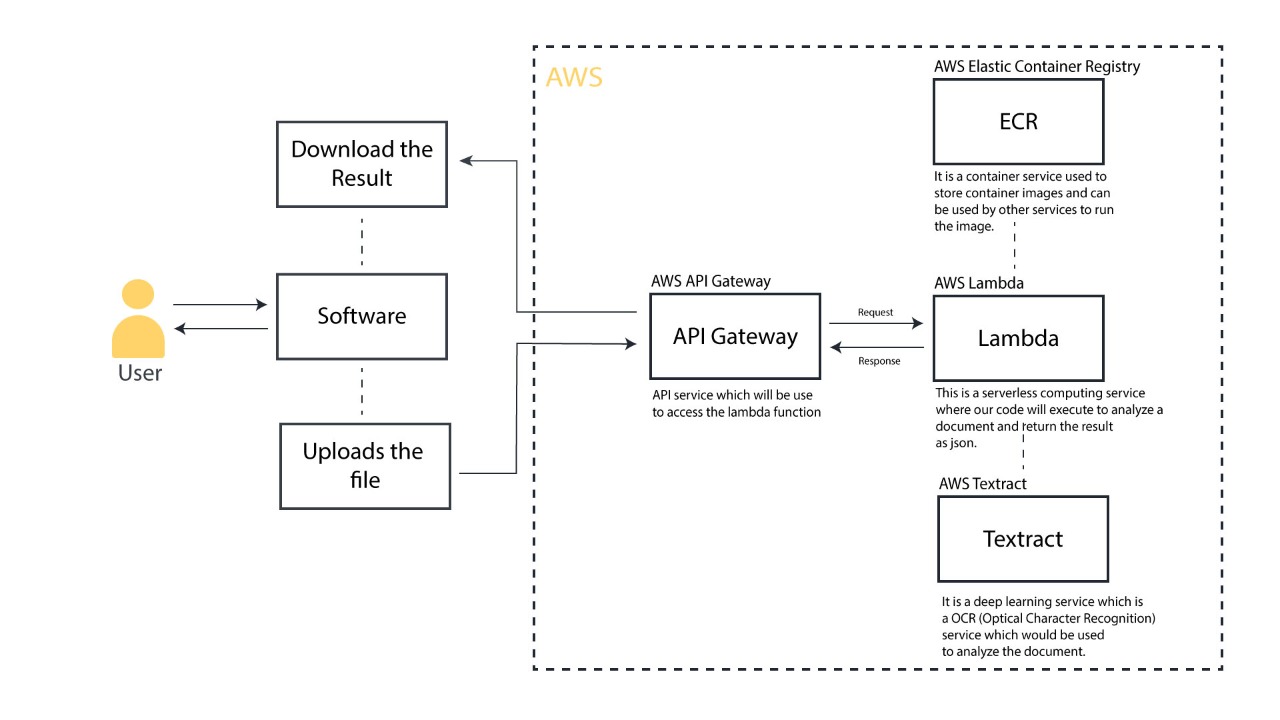 AWS
AWS Elastic Container Registry
ECR
It is a container service used to
store container images and can
be used by other services to run
the image.
Download the
Result
Software
User
Uploads the
file
AWS API Gateway
API Gateway
API service which will be use
to access the lambda function
Request
Response
AWS Lambda
Lambda
This is a serverless computing service
where our code will execute to analyze a
document and return the result
as json.
AWS Textract
Textract
It is a deep learning service which is
a OCR (Optical Character Recognition)
service which would be used
to analyze the document.